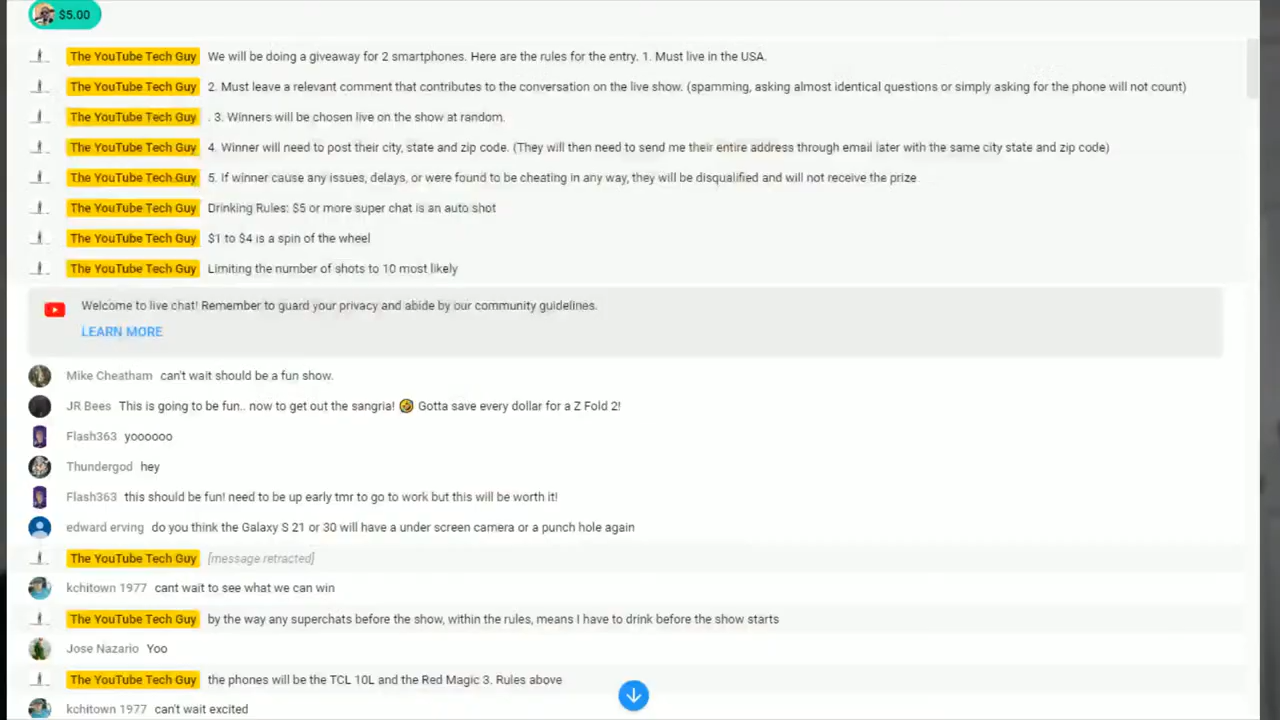 $5.00
The YouTube Tech Guy We will be doing a giveaway for 2 smartphones. Here are the rules for the entry. 1. Must live in the USA.
The YouTube Tech Guy 2. Must leave a relevant comment that contributes to the conversation on the live show. (spamming, asking almost identical questions or simply asking for the phone will not count)
The YouTube Tech Guy . 3. Winners will be chosen live on the show at random.
The YouTube Tech Guy 4. Winner will need to post their city, state and zip code. (They will then need to send me their entire address through email later with the same city state and zip code)
The YouTube Tech Guy 5. If winner cause any issues, delays, or were found to be cheating in any way, they will be disqualified and will not receive the prize.
The YouTube Tech Guy Drinking Rules: $5 or more super chat is an auto shot
The YouTube Tech Guy $1 to $4 is a spin of the wheel
The YouTube Tech Guy Limiting the number of shots to 10 most likely
Welcome to live chat! Remember to guard your privacy and abide by our community guidelines.
LEARN MORE
Mike Cheatham can't wait should be a fun show.
JR Bees This is going to be fun.. now to get out the sangria! 🤣 Gotta save every dollar for a Z Fold 2!
Flash363 yoooooo
Thundergod hey
Flash363 this should be fun! need to be up early tmr to go to work but this will be worth it!
edward erving do you think the Galaxy S 21 or 30 will have a under screen camera or a punch hole again
The YouTube Tech Guy [message retracted]
kchitown 1977 cant wait to see what we can win
The YouTube Tech Guy by the way any superchats before the show, within the rules, means I have to drink before the show starts
Jose Nazario Yoo
The YouTube Tech Guy the phones will be the TCL 10L and the Red Magic 3. Rules above
kchitown 1977 can't wait excited